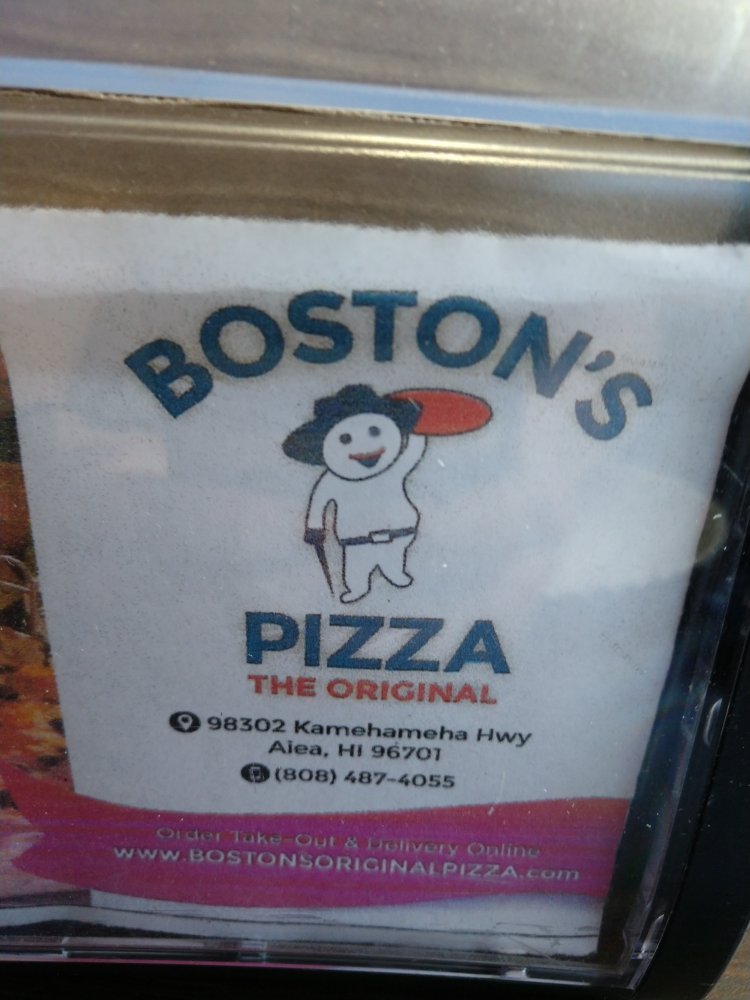 BOSTON'S
PIZZA
THE ORIGINAL
98302 Kamehameha Hwy
Aiea, HI 96701
(808) 487-4055
Order Take-Out & Delivery Online
WWW.BOSTONSORIGINALPIZZA.com